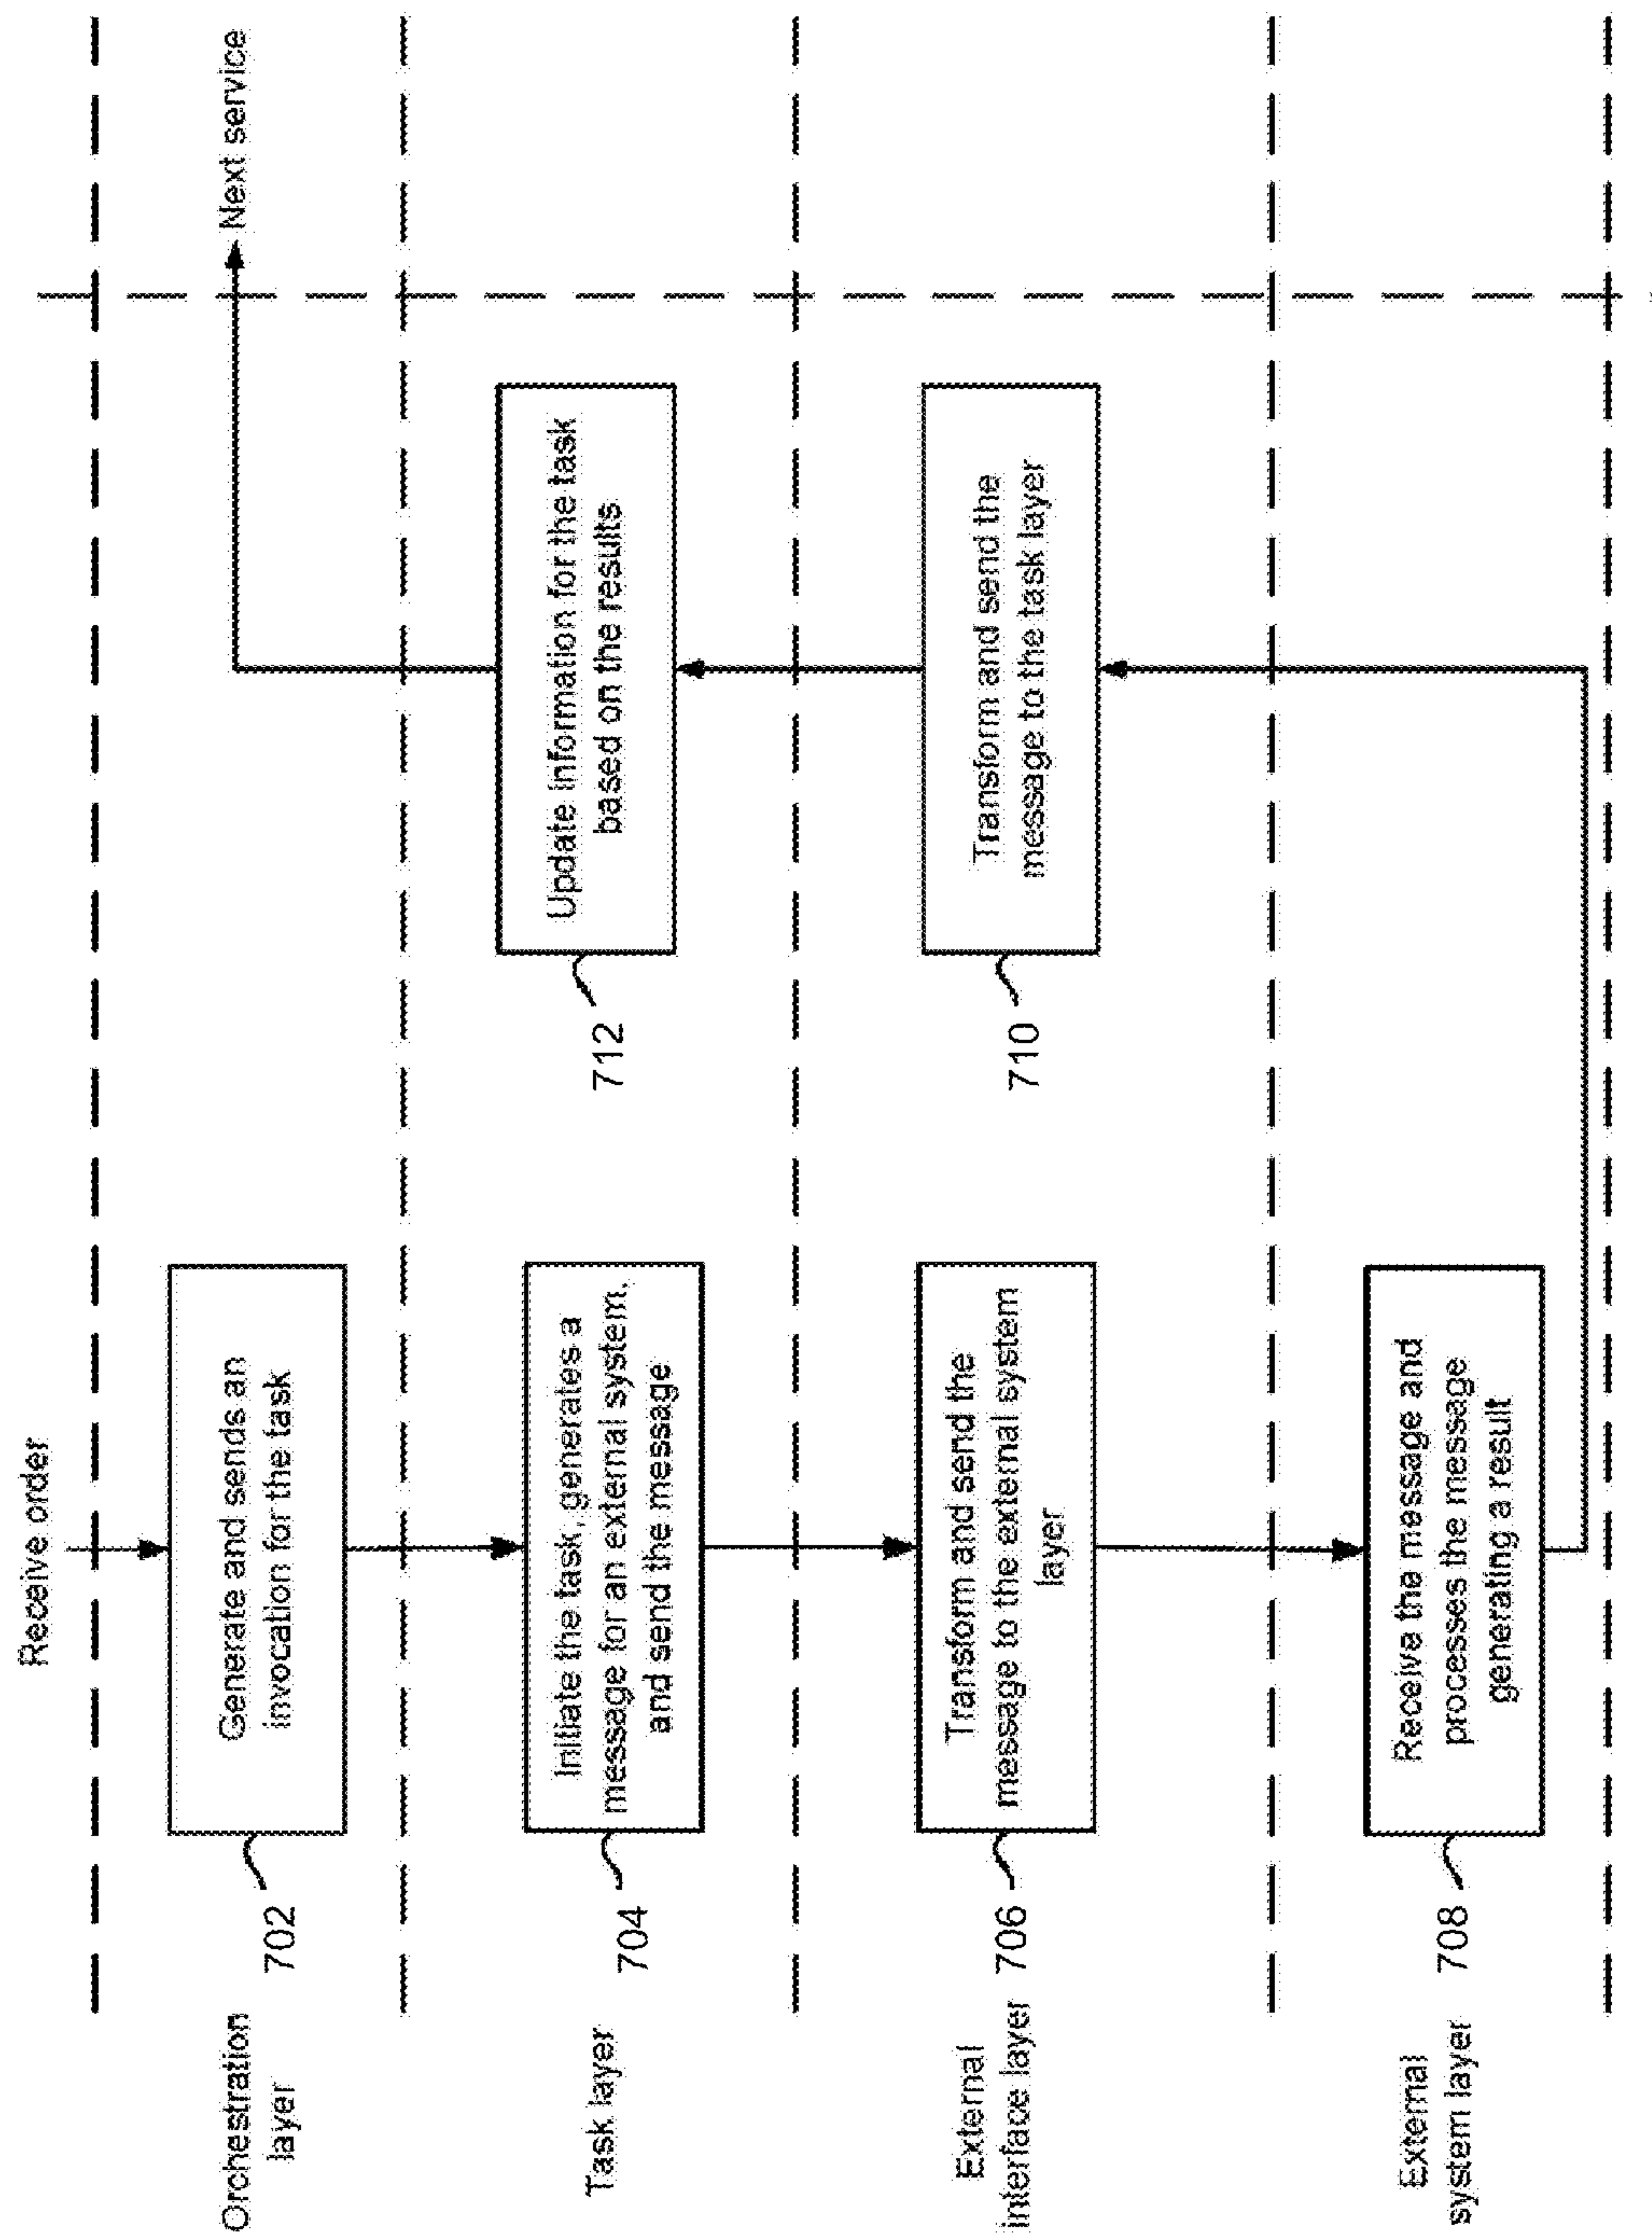 Receive order
Orchestration
layer
702
Generate and sends an
invocation for the task
Next service
Task layer
704
Initiate the task, generates a
message for an external system,
and send the message
712
Update information for the task
based on the results
External
interface layer
706
Transform and send the
message to the external system
layer
710
Transform and send the
message to the task layer
External
system layer
708
Receive the message and
processes the message
generating a result